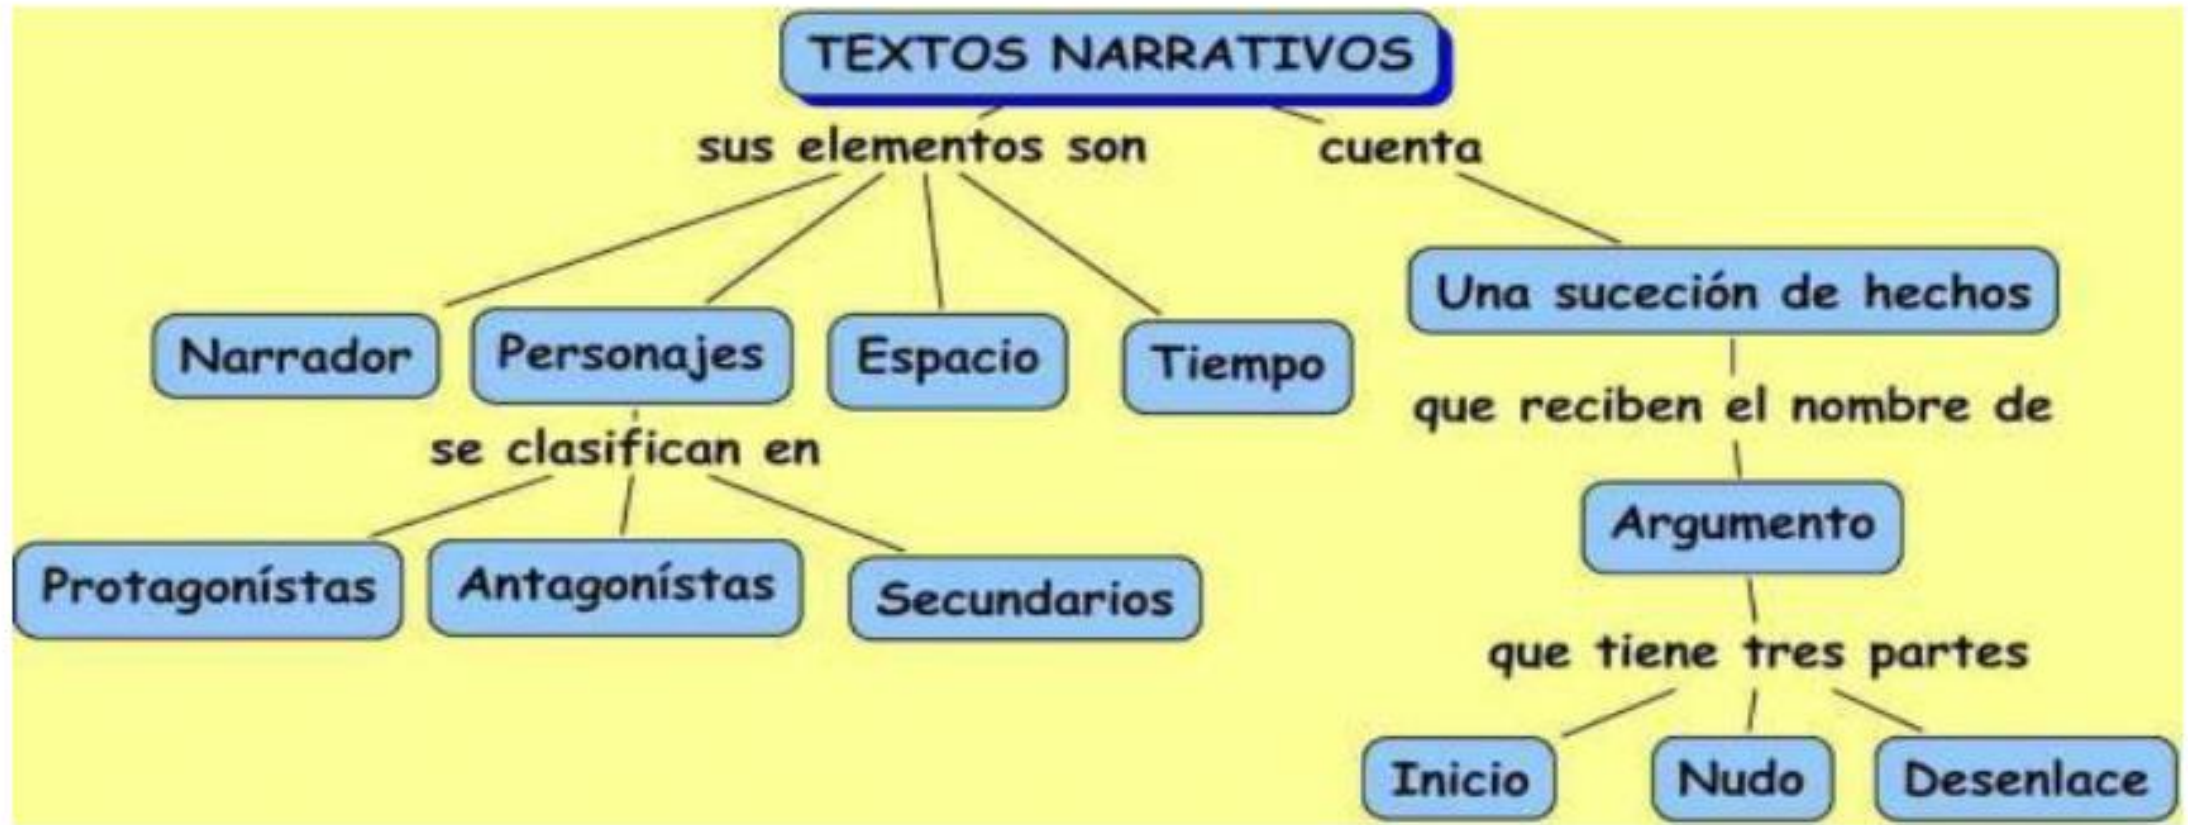 TEXTOS NARRATIVOS
sus elementos son
cuenta
Narrador
Personajes
Espacio
Tiempo
Una suceción de hechos
se clasifican en
que reciben el nombre de
Protagonístas
Antagonístas
Secundarios
Argumento
que tiene tres partes
Inicio
Nudo
Desenlace